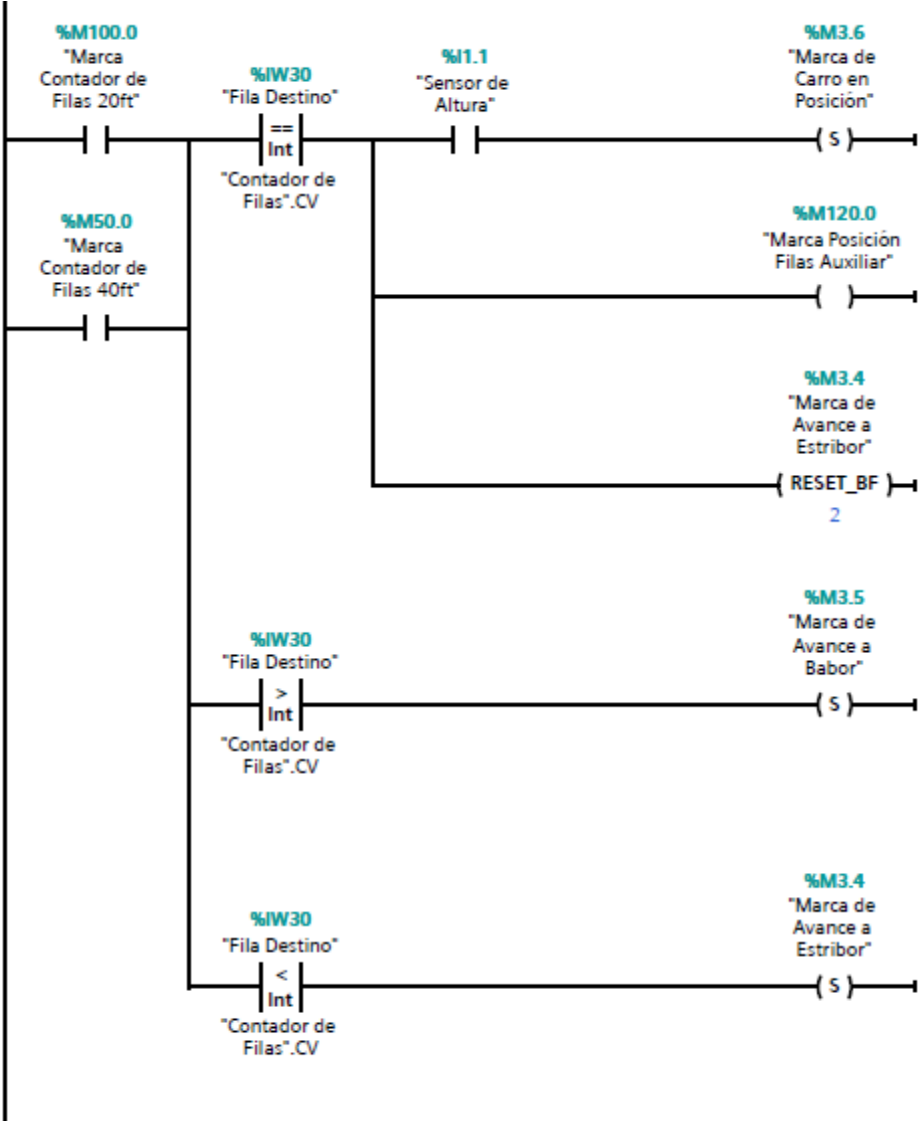 %M100.0
"Marca
Contador de
Filas 20ft"
%IW30
"Fila Destino"
==
Int
"Contador de
Filas".CV
%I1.1
"Sensor de
Altura"
%M3.6
"Marca de
Carro en
Posición"
S
%M50.0
"Marca
Contador de
Filas 40ft"
%M120.0
"Marca Posición
Filas Auxiliar"
%M3.4
"Marca de
Avance a
Estribor"
RESET_BF
2
%IW30
"Fila Destino"
>
Int
"Contador de
Filas".CV
%M3.5
"Marca de
Avance a
Babor"
S
%IW30
"Fila Destino"
<
Int
"Contador de
Filas".CV
%M3.4
"Marca de
Avance a
Estribor"
S